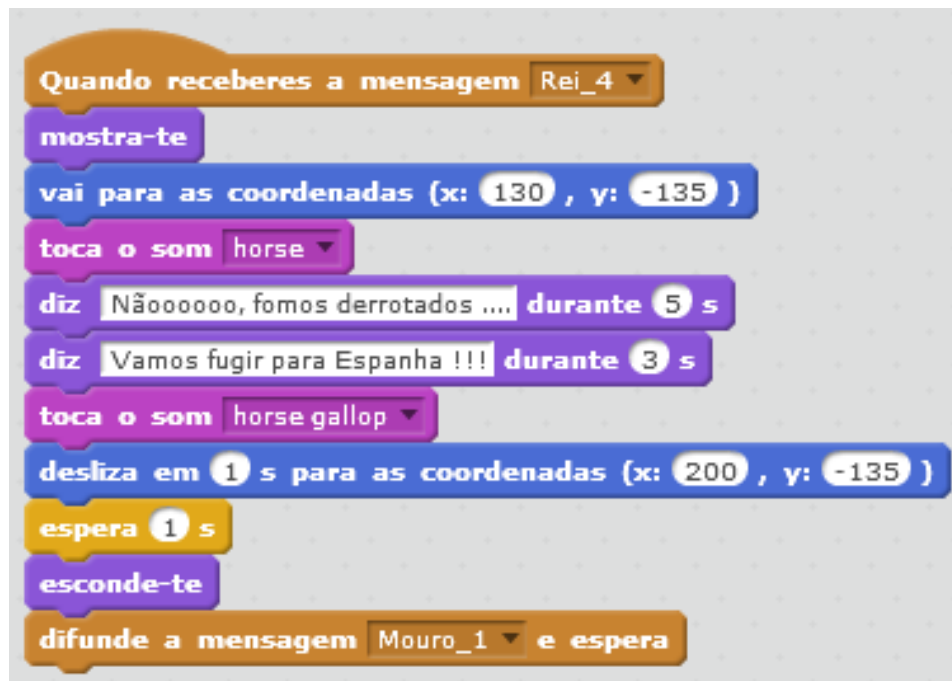 Quando receberes a mensagem Rei_4
mostra-te
vai para as coordenadas (x: 130 , y: -135 )
toca o som horse
diz Nãoooooo, fomos derrotados .... durante 5 s
diz Vamos fugir para Espanha !!! durante 3 s
toca o som horse gallop
desliza em 1 s para as coordenadas (x: 200 , y: -135 )
espera 1 s
esconde-te
difunde a mensagem Mouro_1 e espera